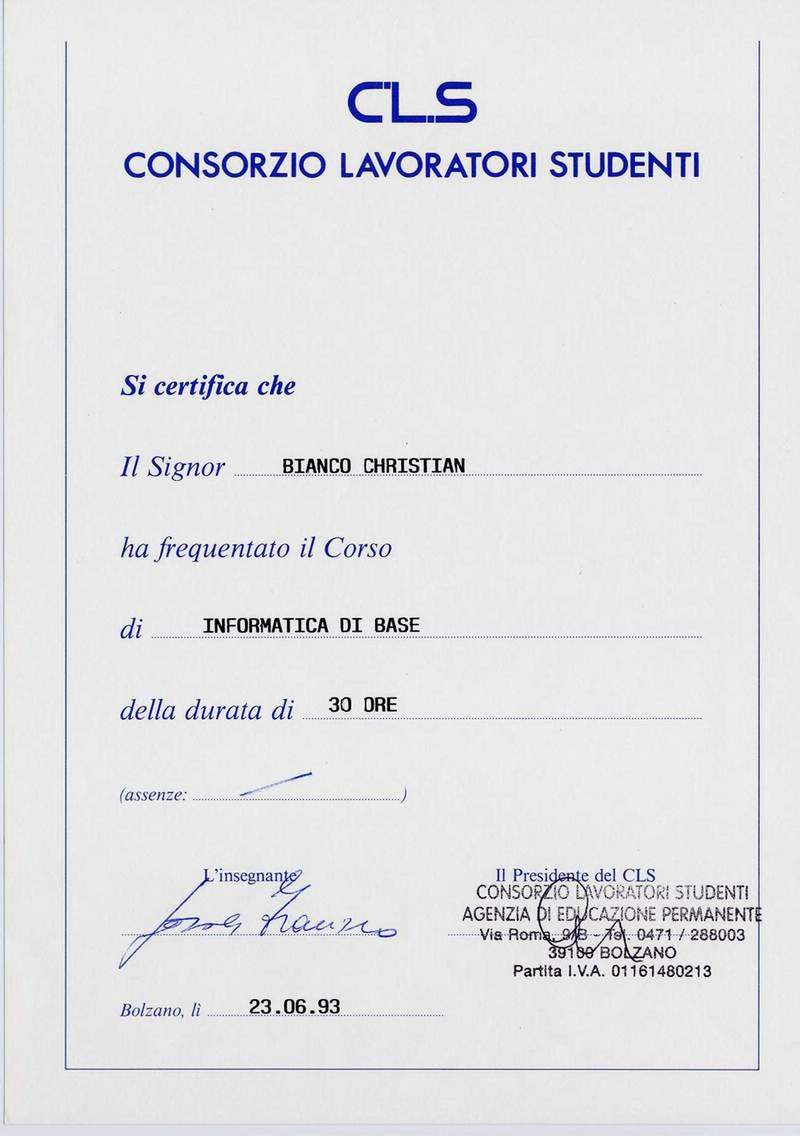 CLS
CONSORZIO LAVORATORI STUDENTI
Si certifica che
Il Signor BIANCO CHRISTIAN
ha frequentato il Corso
di INFORMATICA DI BASE
della durata di 30 ORE
(assenze: )
L'insegnante
Il Presidente del CLS
CONSORZIO LAVORATORI STUDENTI
AGENZIA DI EDUCAZIONE PERMANENTE
Via Roma, 9/B - Tel. 0471 / 288003
39100 BOLZANO
Partita I.V.A. 01161480213
Bolzano, lì 23.06.93